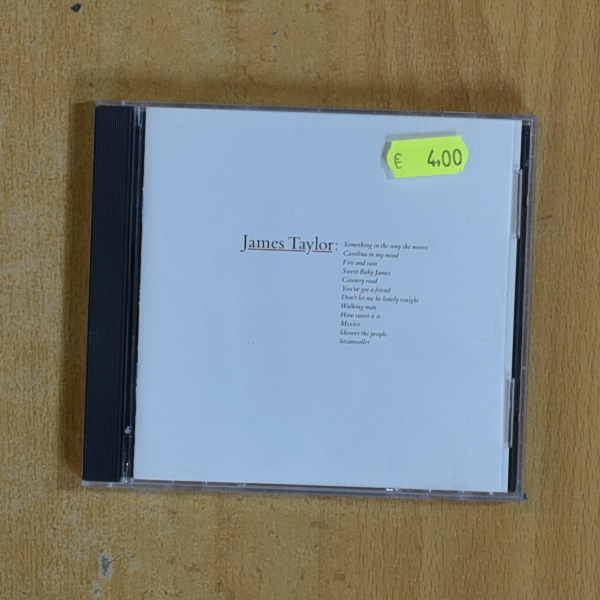 € 4,00
James Taylor:
Something in the way she moves
Carolina in my mind
Fire and rain
Sweet Baby James
Country road
You've got a friend
Don't let me be lonely tonight
Walking man
How sweet it is
Mexico
Shower the people
Steamroller